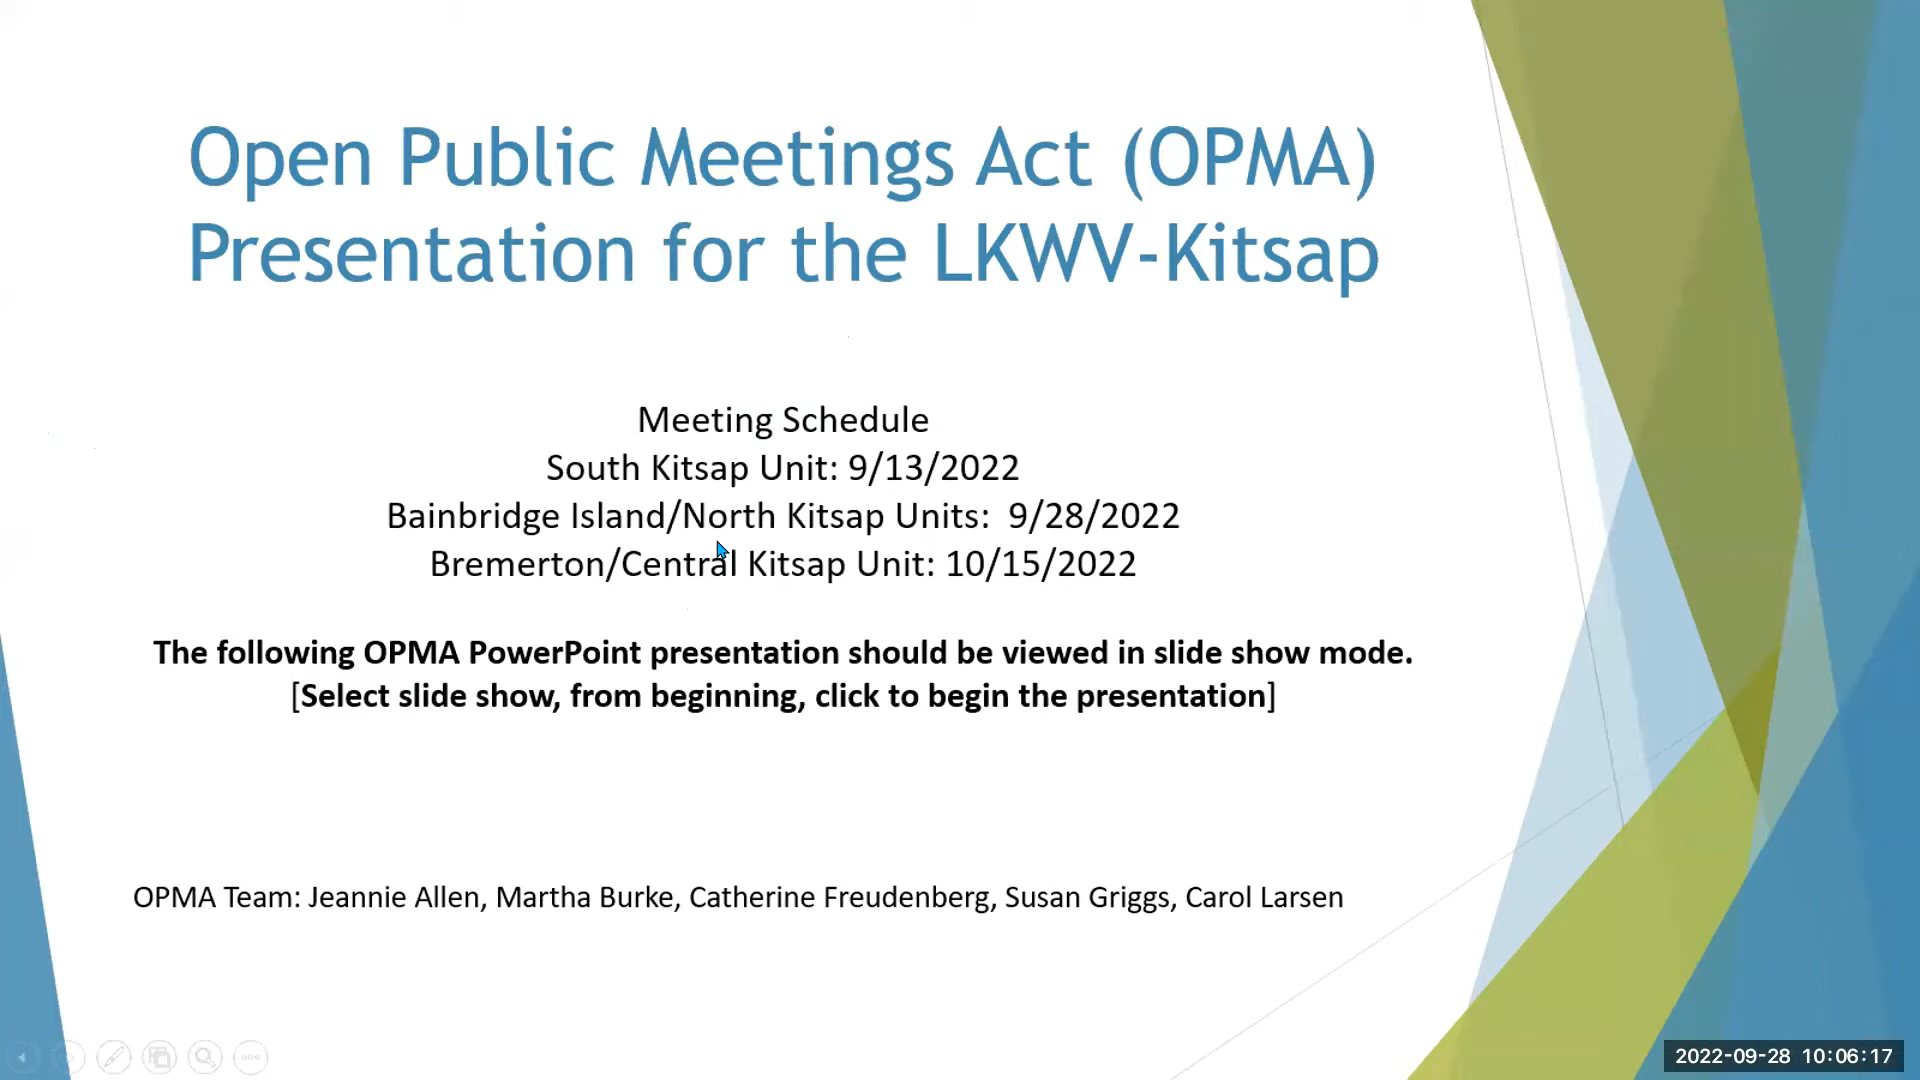 Open Public Meetings Act (OPMA)
Presentation for the LKWV-Kitsap
Meeting Schedule
South Kitsap Unit: 9/13/2022
Bainbridge Island/North Kitsap Units:  9/28/2022
Bremerton/Central Kitsap Unit: 10/15/2022
The following OPMA PowerPoint presentation should be viewed in slide show mode.
[Select slide show, from beginning, click to begin the presentation]
OPMA Team: Jeannie Allen, Martha Burke, Catherine Freudenberg, Susan Griggs, Carol Larsen
2022-09-28 10:06:17